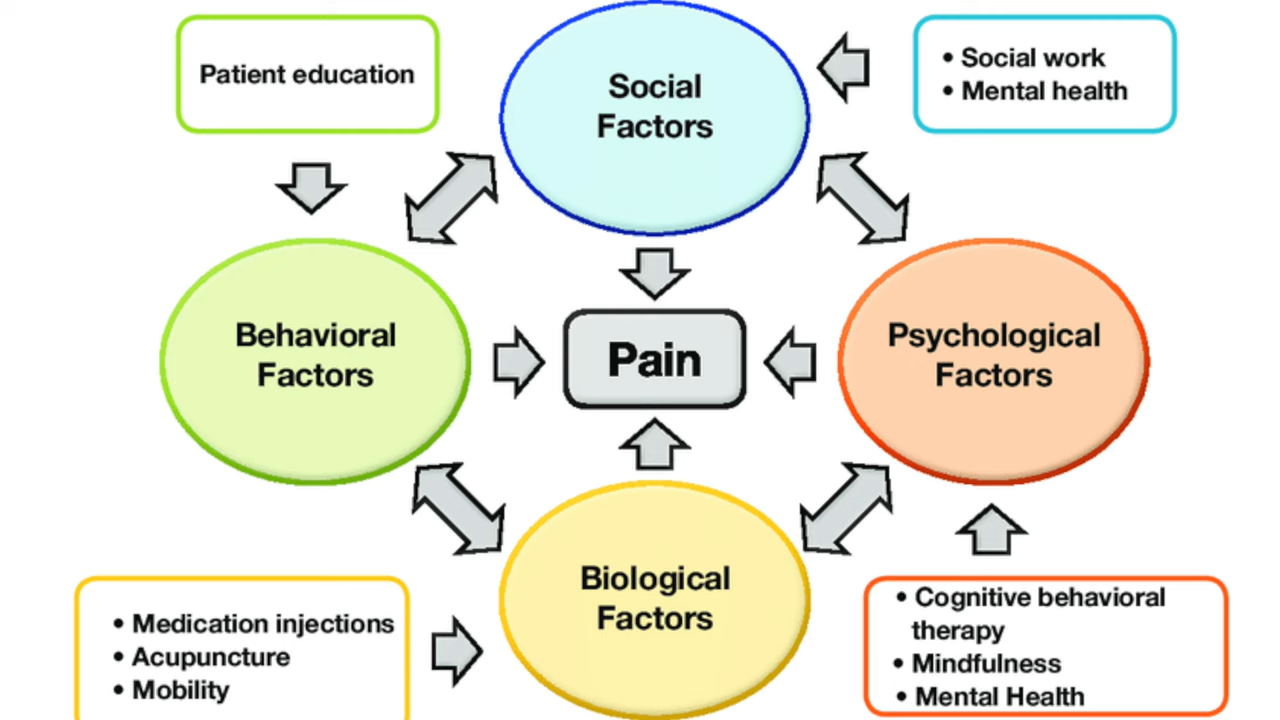 Patient education
Social
Factors
• Social work
• Mental health
Behavioral
Factors
Pain
Psychological
Factors
Biological
Factors
• Medication injections
• Acupuncture
• Mobility
• Cognitive behavioral
therapy
• Mindfulness
• Mental Health